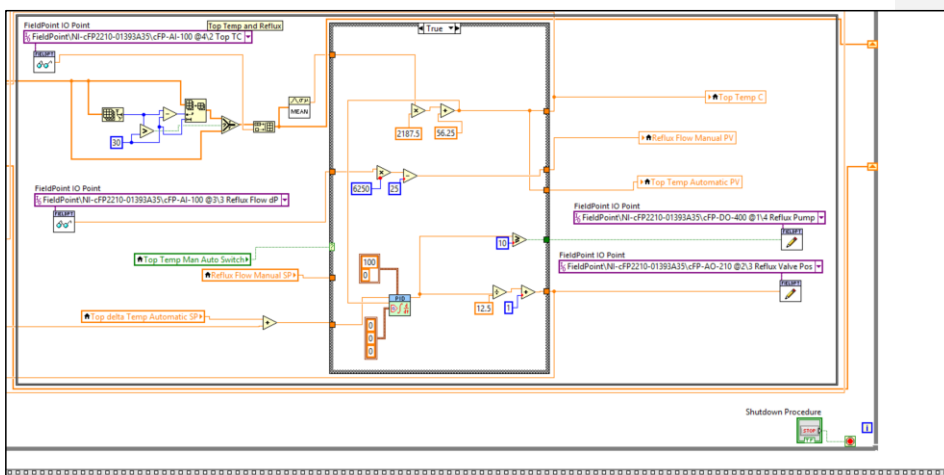 FieldPoint IO Point
Top Temp and Reflux
FieldPoint\NI-cFP2210-01393A35\cFP-AI-100 @4\2 Top TC
True
MEAN
30
2187.5
56.25
6250
25
Top Temp C
Reflux Flow Manual PV
Top Temp Automatic PV
FieldPoint IO Point
FieldPoint\NI-cFP2210-01393A35\cFP-AI-100 @3\3 Reflux Flow dP
FieldPoint IO Point
FieldPoint\NI-cFP2210-01393A35\cFP-DO-400 @1\4 Reflux Pump
10
Top Temp Man Auto Switch
FieldPoint IO Point
FieldPoint\NI-cFP2210-01393A35\cFP-AO-210 @2\3 Reflux Valve Pos
Reflux Flow Manual SP
100
0
PID
12.5
1
Top delta Temp Automatic SP
0
0
0
Shutdown Procedure
STOP
TF
i